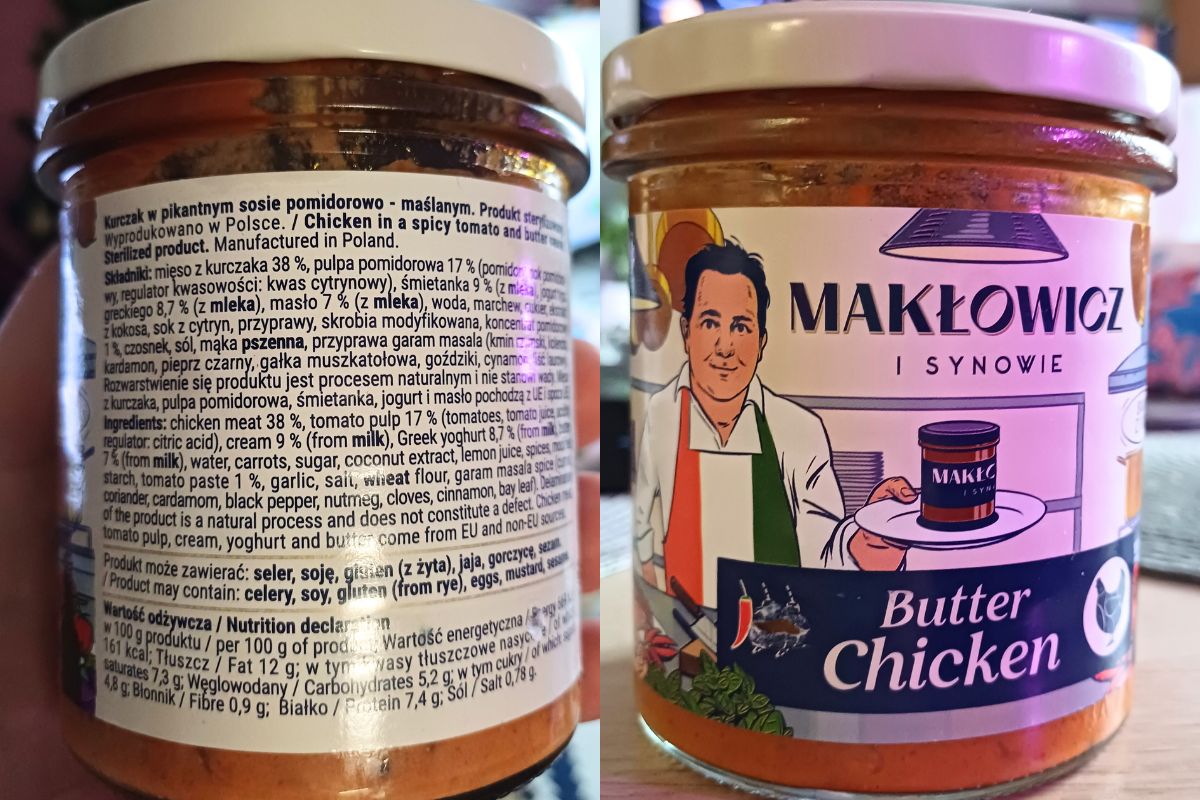 Kurczak w pikantnym sosie pomidorowo - maślanym. Produkt
Wyprodukowano w Polsce. / Chicken in a spicy tomato and butter
Sterilized product. Manufactured in Poland.
Składniki: mięso z kurczaka 38 %, pulpa pomidorowa 17 %
wy, regulator kwasowości: kwas cytrynowy), śmietanka 9 % (z
greckiego 8,7 % (z mleka), masło 7 % (z mleka), woda, marchew, cukier,
z kokosa, sok z cytryn, przyprawy, skrobia modyfikowana, koncentrat
1 %, czosnek, sól, mąka pszenna, przyprawa garam masala (kmin
kardamon, pieprz czarny, gałka muszkatołowa, goździki, cynamon,
Rozwarstwienie się produktu jest procesem naturalnym i nie stanowi wady.
z kurczaka, pulpa pomidorowa, śmietanka, jogurt i masło pochodzą z UE i spoza UE.
Ingredients: chicken meat 38 %, tomato pulp 17 % (tomatoes, tomato juice,
regulator: citric acid), cream 9 % (from milk), Greek yoghurt 8,7 % (from milk),
7 % (from milk), water, carrots, sugar, coconut extract, lemon juice, spices,
starch, tomato paste 1 %, garlic, salt, wheat flour, garam masala spice
coriander, cardamom, black pepper, nutmeg, cloves, cinnamon, bay leaf).
of the product is a natural process and does not constitute a defect. Chicken
tomato pulp, cream, yoghurt and butter come from EU and non-EU sources.
Produkt może zawierać: seler, soję, gluten (z żyta), jaja, gorczycę, sezam.
/ Product may contain: celery, soy, gluten (from rye), eggs, mustard,
Wartość odżywcza / Nutrition declaration
w 100 g produktu / per 100 g of product: Wartość energetyczna / Energy
161 kcal; Tłuszcz / Fat 12 g; w tym kwasy tłuszczowe nasycone / of which
saturates 7,3 g; Węglowodany / Carbohydrates 5,2 g; w tym cukry / of which
4,8 g; Błonnik / Fibre 0,9 g; Białko / Protein 7,4 g; Sól / Salt 0,78 g.
MAKŁOWICZ
I SYNOWIE
MAKŁO
I SYN
Butter
Chicken